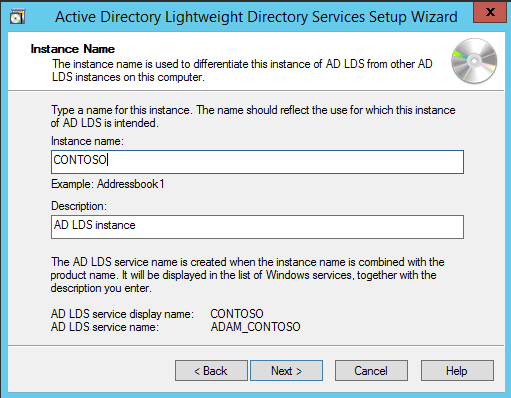 Active Directory Lightweight Directory Services Setup Wizard
x
Instance Name
The instance name is used to differentiate this instance of AD LDS from other AD
LDS instances on this computer.
Type a name for this instance. The name should reflect the use for which this instance
of AD LDS is intended.
Instance name:
CONTOSO
Example: Addressbook1
Description:
AD LDS instance
The AD LDS service name is created when the instance name is combined with the
product name. It will be displayed in the list of Windows services, together with the
description you enter.
AD LDS service display name: CONTOSO
AD LDS service name: ADAM_CONTOSO
< Back Next > Cancel Help